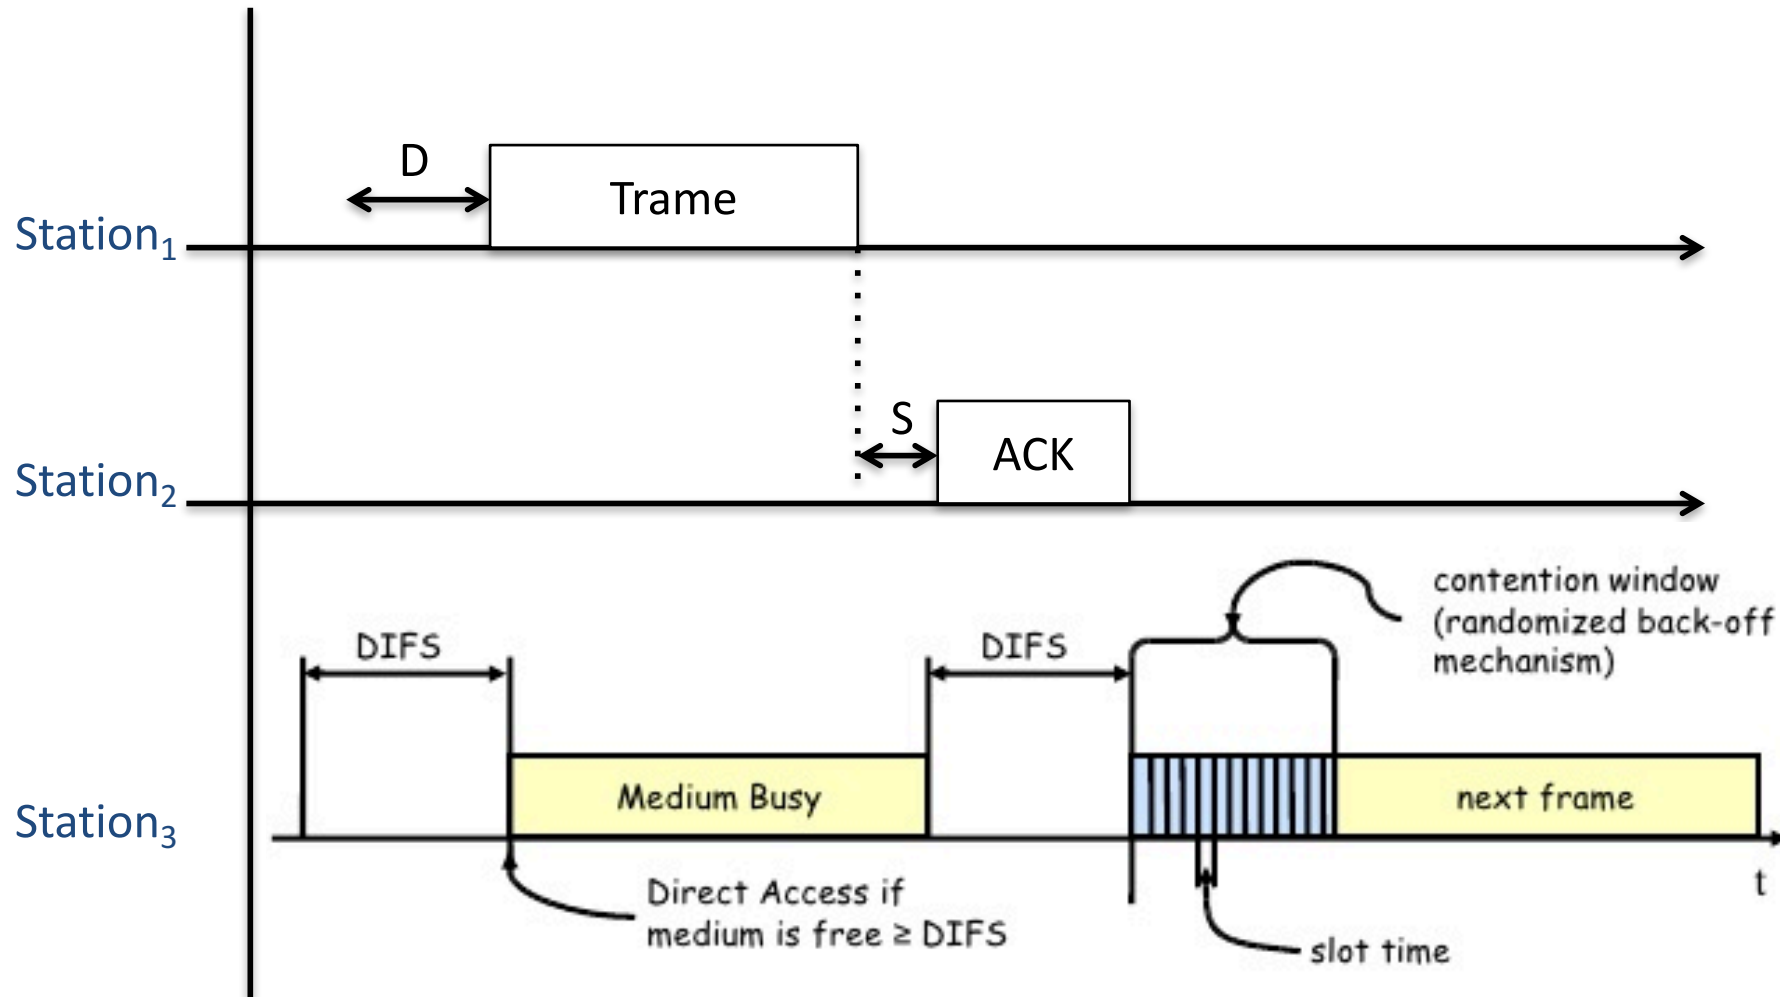 D
Trame
Station1
S
ACK
Station2
contention window
(randomized back-off
mechanism)
DIFS
DIFS
Medium Busy
next frame
Station3
t
Direct Access if
medium is free ≥ DIFS
slot time